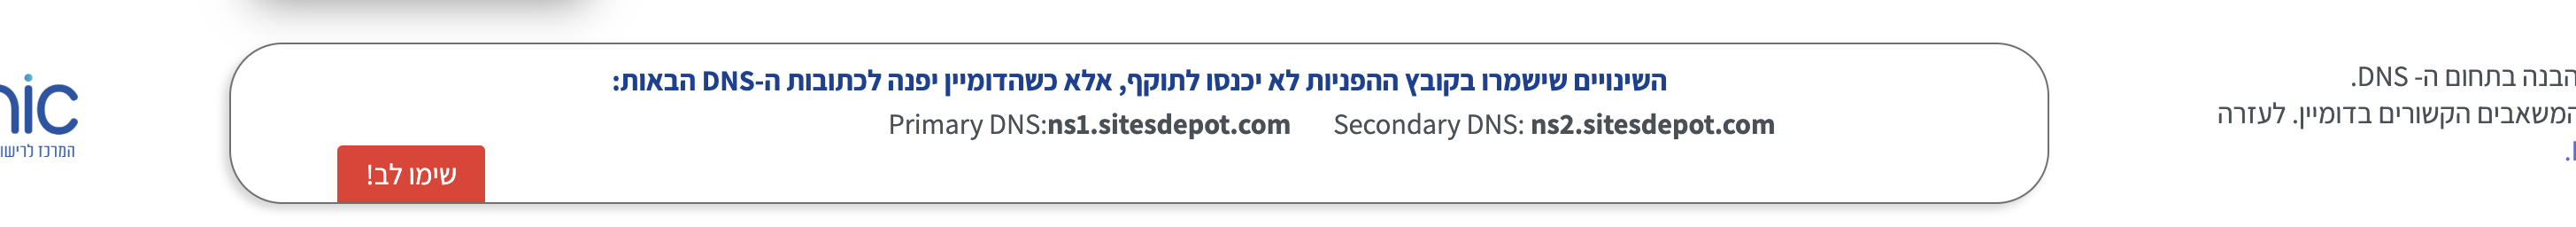 הבנה בתחום ה- DNS.
המשאבים הקשורים בדומיין. לעזרה
השינויים שישמרו בקובץ ההפניות לא יכנסו לתוקף, אלא כשהדומיין יפנה לכתובות ה-DNS הבאות:
Primary DNS:ns1.sitesdepot.com Secondary DNS: ns2.sitesdepot.com
שימו לב!
nic
המרכז לרישו